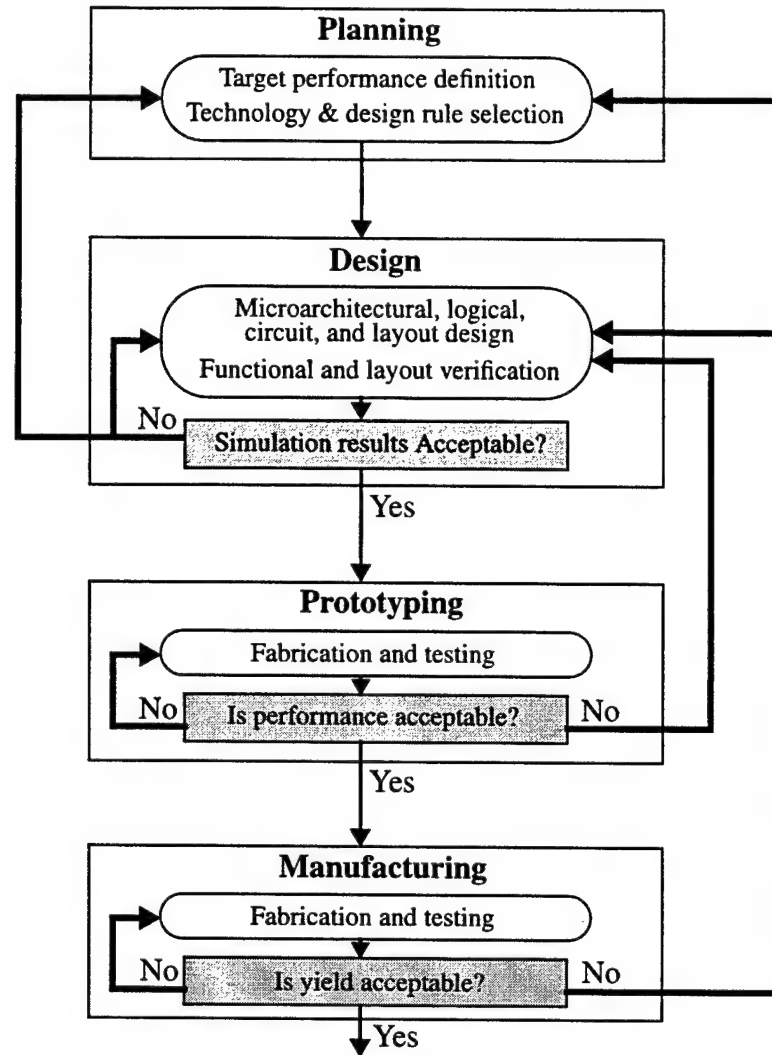 Planning
Target performance definition
Technology & design rule selection
Design
Microarchitectural, logical,
circuit, and layout design
Functional and layout verification
No
Simulation results Acceptable?
Yes
Prototyping
Fabrication and testing
No
Is performance acceptable?
No
Yes
Manufacturing
Fabrication and testing
No
Is yield acceptable?
No
Yes